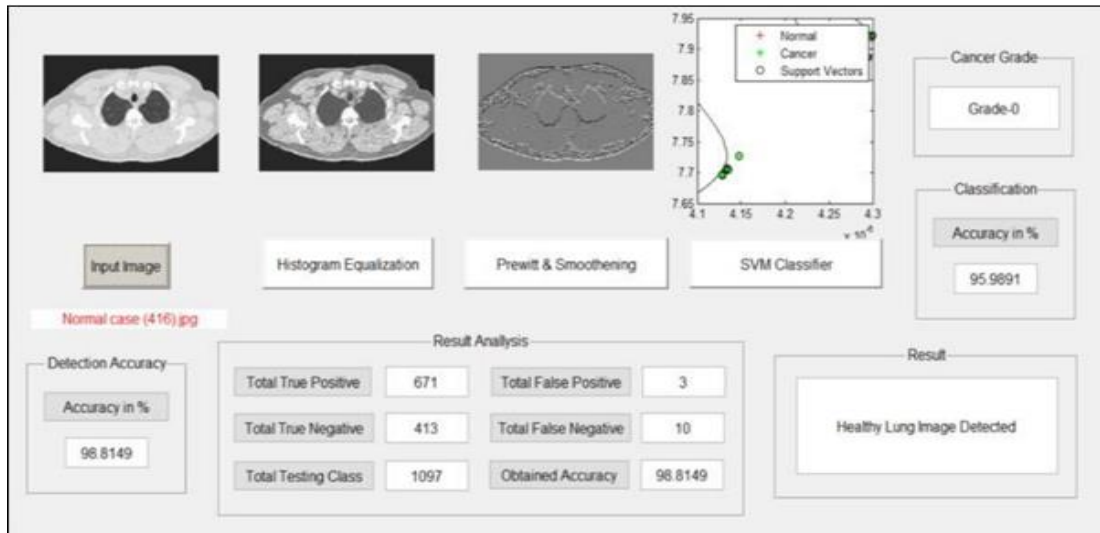 7.95
7.9
7.85
7.8
7.75
7.7
7.65
4.1 4.15 4.2 4.25 4.3
x 10⁻⁶
Normal
Cancer
Support Vectors
Cancer Grade
Grade-0
Classification
Accuracy in %
95.9891
Input Image
Histogram Equalization
Prewitt & Smoothening
SVM Classifier
Normal case (416).jpg
Detection Accuracy
Accuracy in %
98.8149
Result Analysis
Total True Positive 671 Total False Positive 3
Total True Negative 413 Total False Negative 10
Total Testing Class 1097 Obtained Accuracy 98.8149
Result
Healthy Lung Image Detected